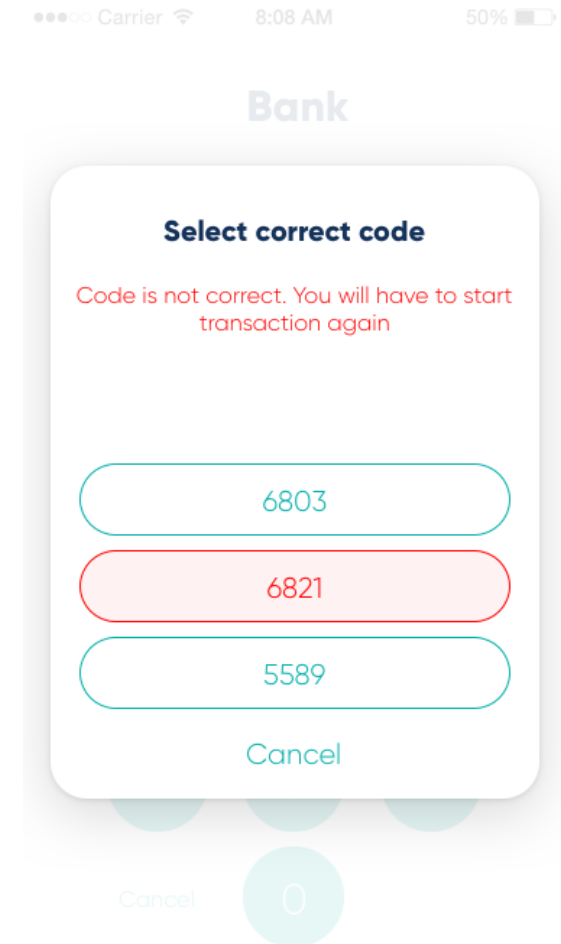 Carrier 8:08 AM 50%
Bank
Select correct code
Code is not correct. You will have to start
transaction again
6803
6821
5589
Cancel
Cancel 0